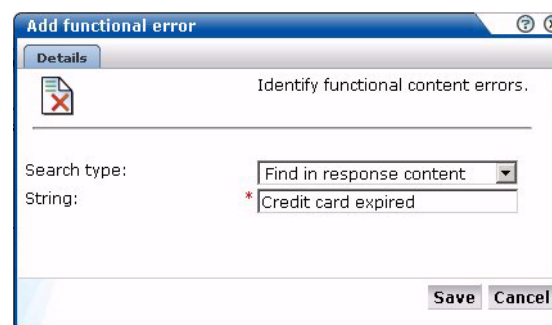 Add functional error
Details
Identify functional content errors.
Search type:
Find in response content
String:
* Credit card expired
Save Cancel